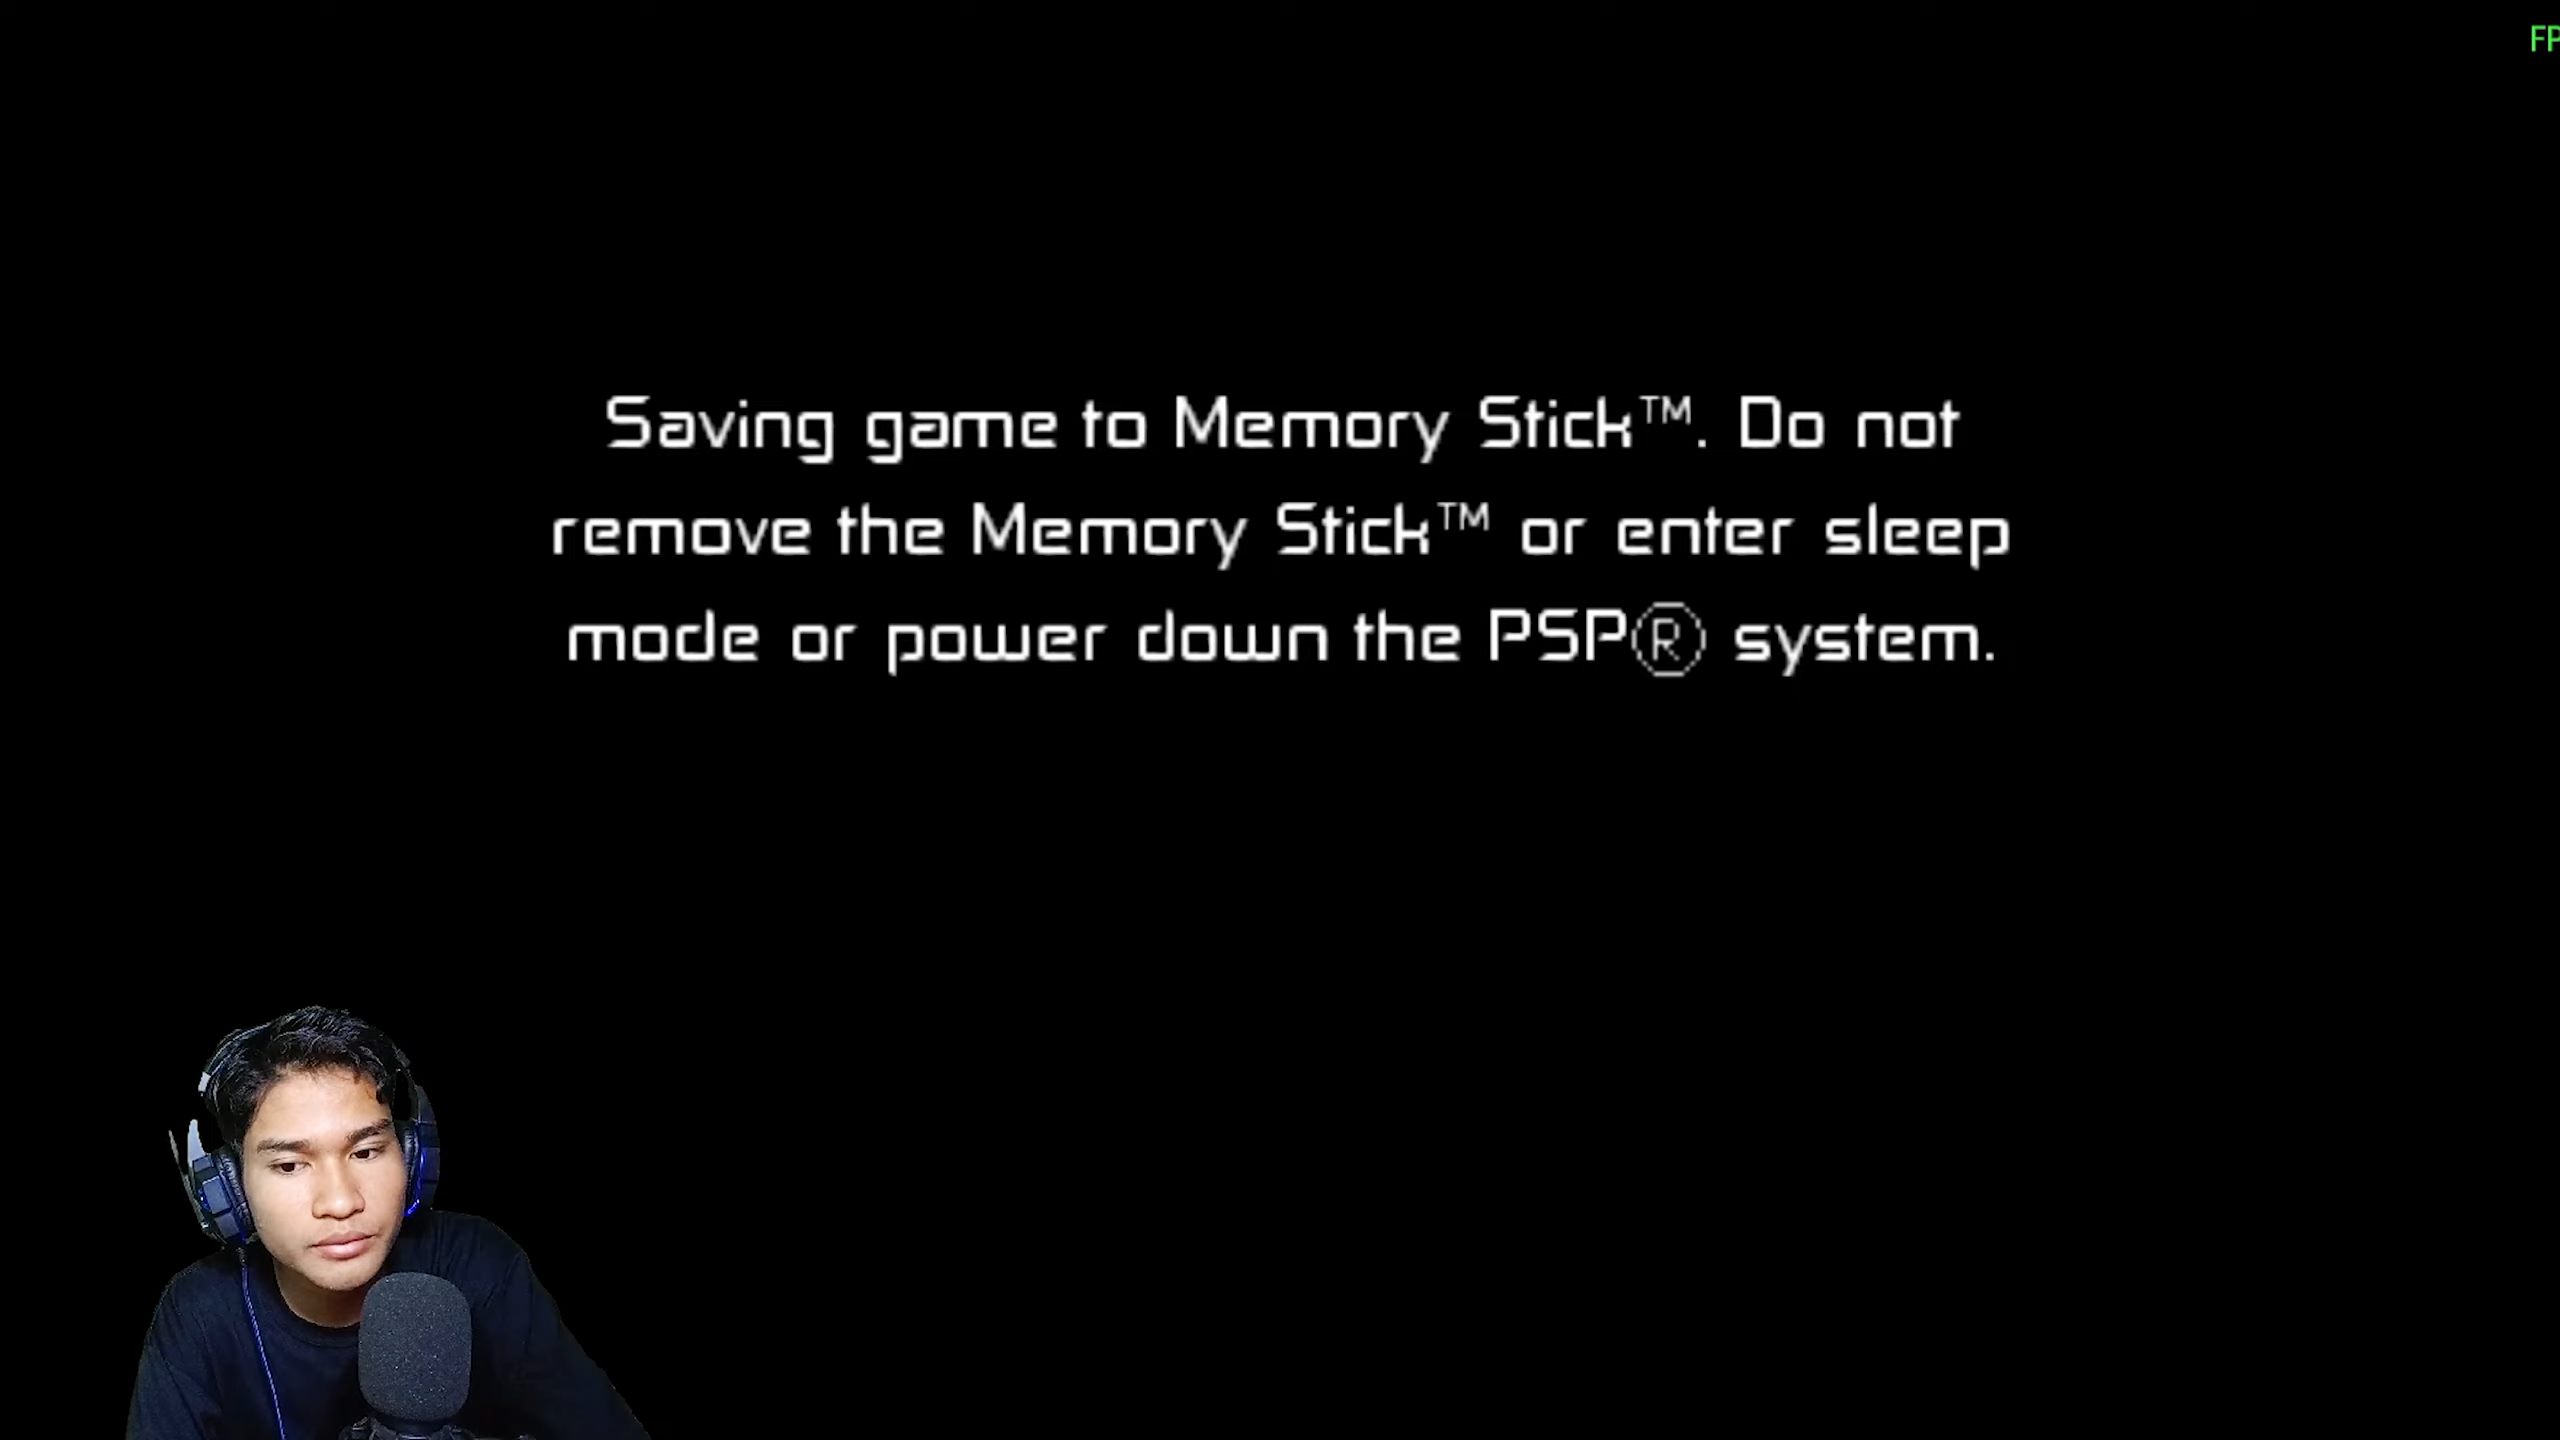 FP
Saving game to Memory Stick™. Do not
remove the Memory Stick™ or enter sleep
mode or power down the PSP® system.